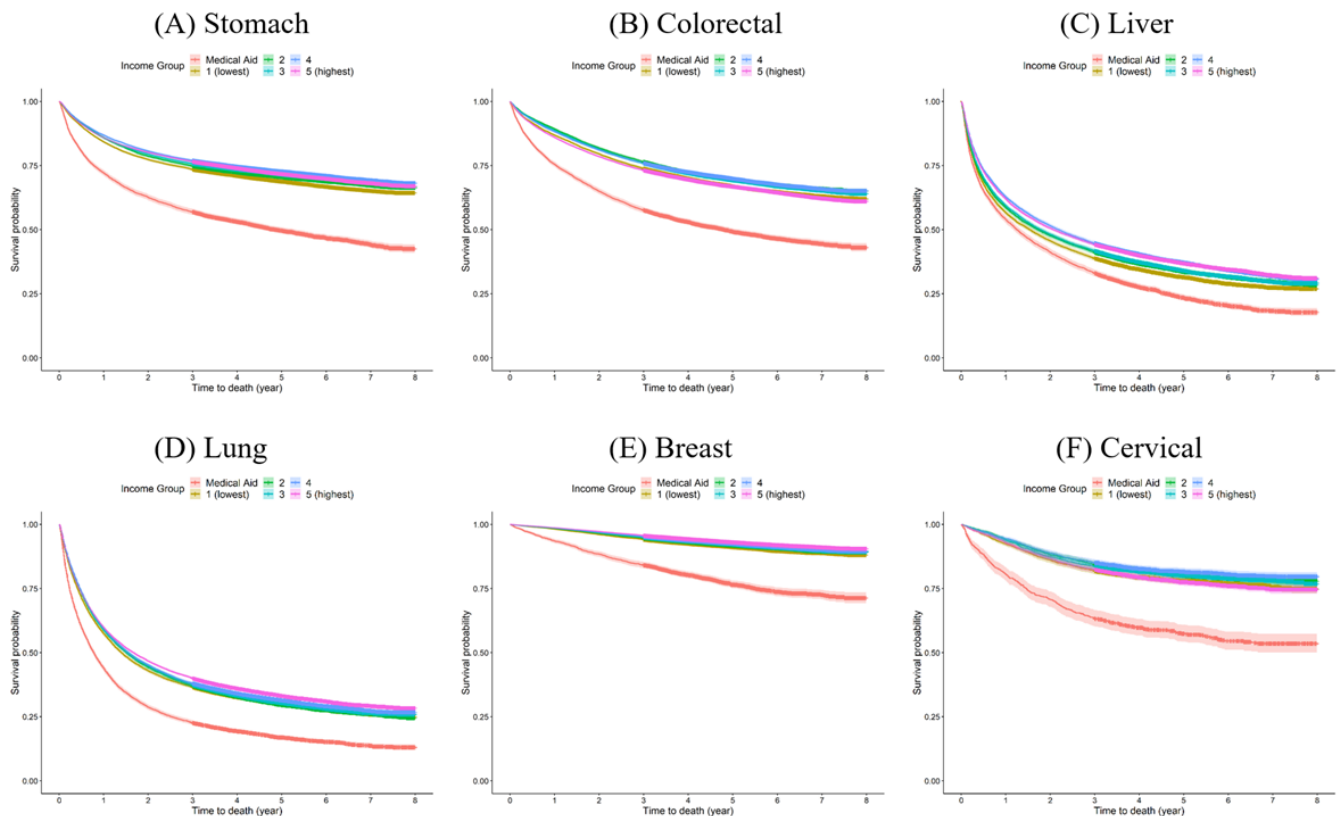 (A) Stomach
Income Group
Medical Aid 2 4
1 (lowest) 3 5 (highest)
Survival probability
1.00
0.75
0.50
0.25
0.00
0 1 2 3 4 5 6 7 8
Time to death (year)
(B) Colorectal
Income Group
Medical Aid 2 4
1 (lowest) 3 5 (highest)
Survival probability
1.00
0.75
0.50
0.25
0.00
0 1 2 3 4 5 6 7 8
Time to death (year)
(C) Liver
Income Group
Medical Aid 2 4
1 (lowest) 3 5 (highest)
Survival probability
1.00
0.75
0.50
0.25
0.00
0 1 2 3 4 5 6 7 8
Time to death (year)
(D) Lung
Income Group
Medical Aid 2 4
1 (lowest) 3 5 (highest)
Survival probability
1.00
0.75
0.50
0.25
0.00
0 1 2 3 4 5 6 7 8
Time to death (year)
(E) Breast
Income Group
Medical Aid 2 4
1 (lowest) 3 5 (highest)
Survival probability
1.00
0.75
0.50
0.25
0.00
0 1 2 3 4 5 6 7 8
Time to death (year)
(F) Cervical
Income Group
Medical Aid 2 4
1 (lowest) 3 5 (highest)
Survival probability
1.00
0.75
0.50
0.25
0.00
0 1 2 3 4 5 6 7 8
Time to death (year)